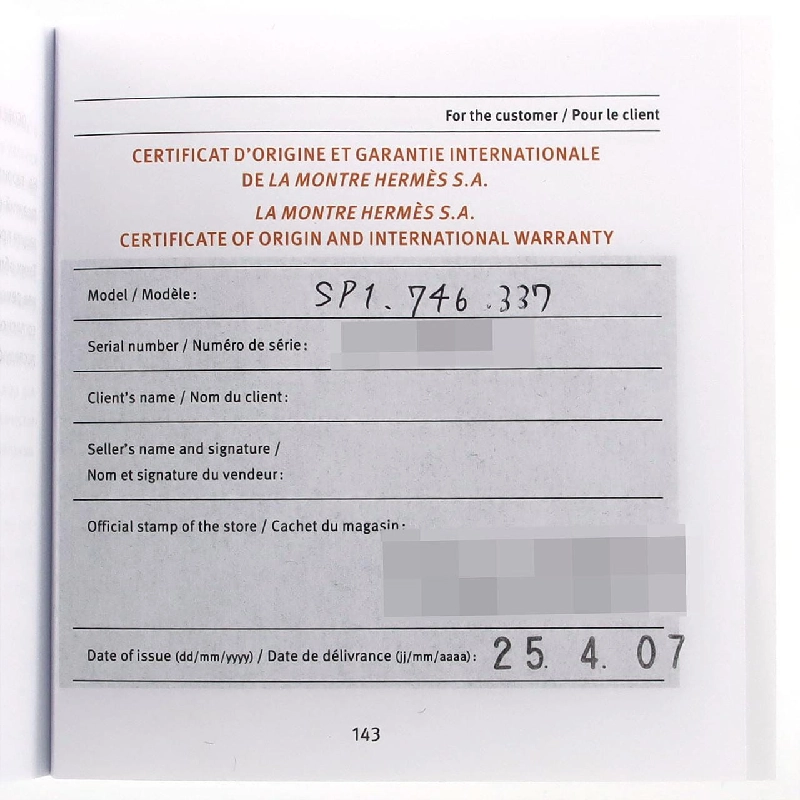 For the customer / Pour le client
CERTIFICAT D'ORIGINE ET GARANTIE INTERNATIONALE
DE LA MONTRE HERMÈS S.A.
LA MONTRE HERMÈS S.A.
CERTIFICATE OF ORIGIN AND INTERNATIONAL WARRANTY
Model / Modèle: SP1.746.337
Serial number / Numéro de série:
Client's name / Nom du client:
Seller's name and signature /
Nom et signature du vendeur:
Official stamp of the store / Cachet du magasin:
Date of issue (dd/mm/yyyy) / Date de délivrance (jj/mm/aaaa): 25. 4. 07
143